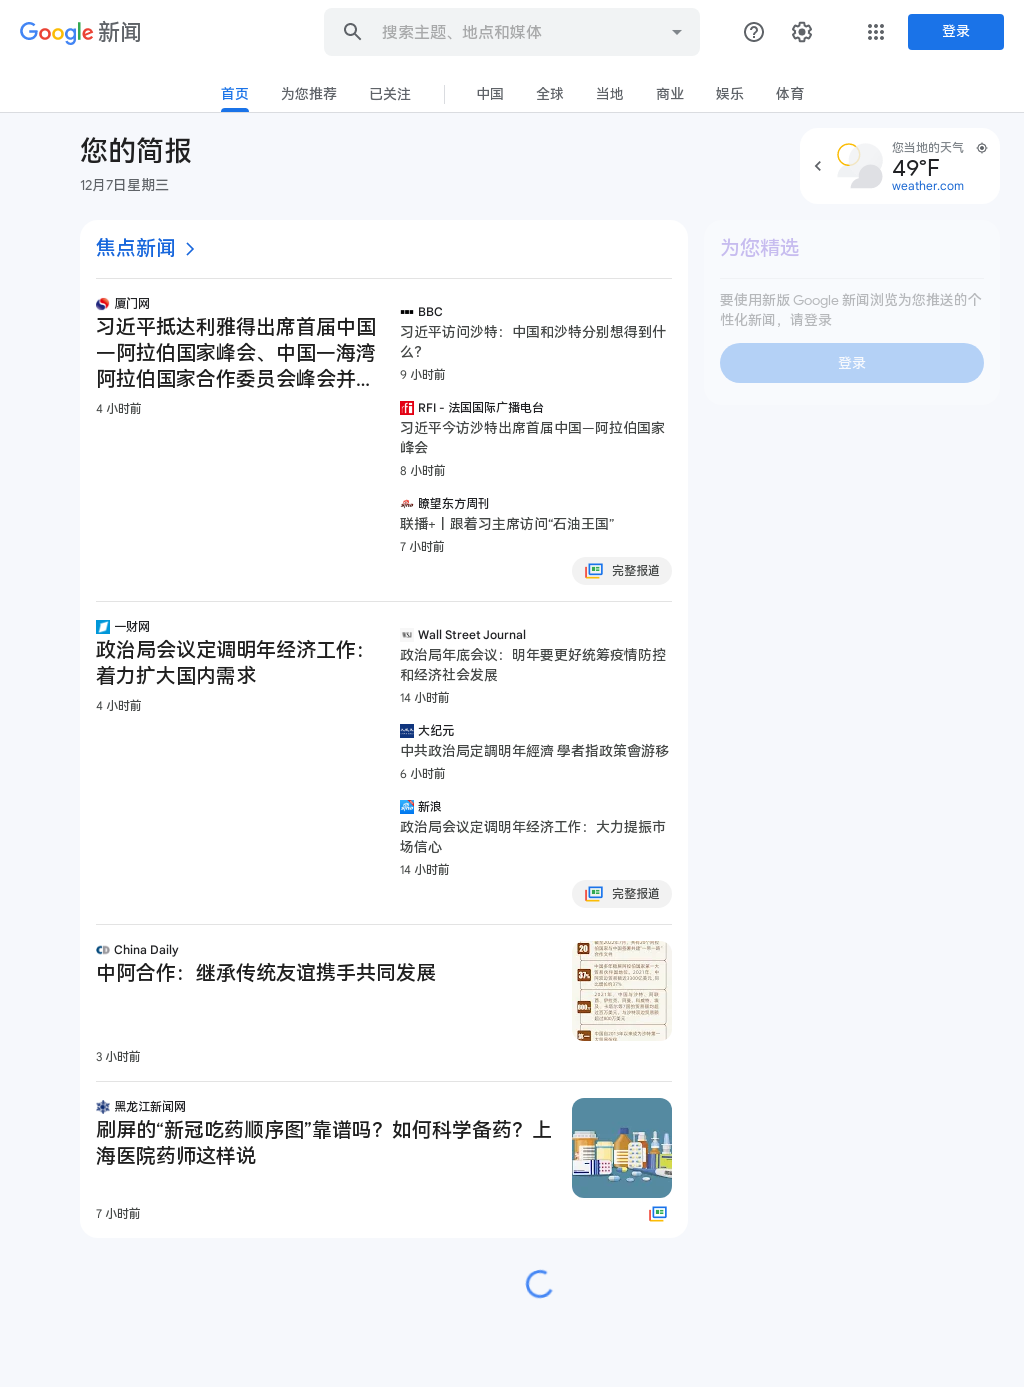 Google 新闻
搜索主题、地点和媒体
登录
首页
为您推荐
已关注
中国
全球
当地
商业
娱乐
体育
您的简报
12月7日星期三
您当地的天气
49°F
weather.com
焦点新闻
厦门网
习近平抵达利雅得出席首届中国
—阿拉伯国家峰会、中国—海湾
阿拉伯国家合作委员会峰会并...
4 小时前
BBC
习近平访问沙特：中国和沙特分别想得到什
么？
9 小时前
RFI - 法国国际广播电台
习近平今访沙特出席首届中国—阿拉伯国家
峰会
8 小时前
瞭望东方周刊
联播+丨跟着习主席访问“石油王国”
7 小时前
完整报道
一财网
政治局会议定调明年经济工作：
着力扩大国内需求
4 小时前
Wall Street Journal
政治局年底会议：明年要更好统筹疫情防控
和经济社会发展
14 小时前
大纪元
中共政治局定調明年經濟 學者指政策會游移
6 小时前
新浪
政治局会议定调明年经济工作：大力提振市
场信心
14 小时前
完整报道
China Daily
中阿合作：继承传统友谊携手共同发展
3 小时前
20
37%
黑龙江新闻网
刷屏的“新冠吃药顺序图”靠谱吗？如何科学备药？上
海医院药师这样说
7 小时前
为您精选
要使用新版 Google 新闻浏览为您推送的个
性化新闻，请登录
登录